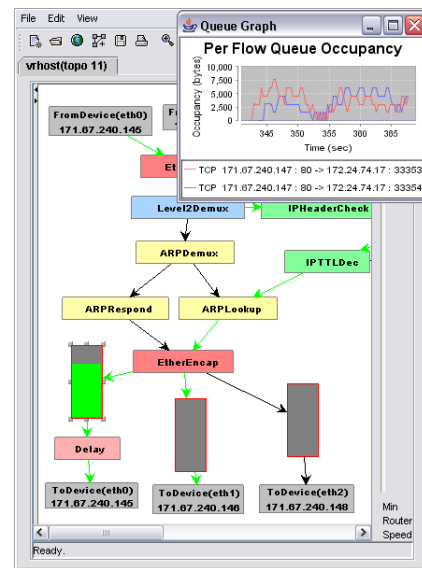 File Edit View
Queue Graph
vrhost(topo 11)
Per Flow Queue Occupancy
Occupancy (bytes)
10,000
7,500
5,000
2,500
0
345 350 355 360 365
Time (sec)
TCP 171.67.240.147 : 80 -> 172.24.74.17 : 33353
TCP 171.67.240.147 : 80 -> 172.24.74.17 : 33354
FromDevice(eth0)
171.67.240.145
Level2Demux
IPHeaderCheck
ARPDemux
IPTTLDec
ARPRespond
ARPLookup
EtherEncap
Delay
ToDevice(eth0)
171.67.240.145
ToDevice(eth1)
171.67.240.146
ToDevice(eth2)
171.67.240.148
Min
Router
Speed
Ready.